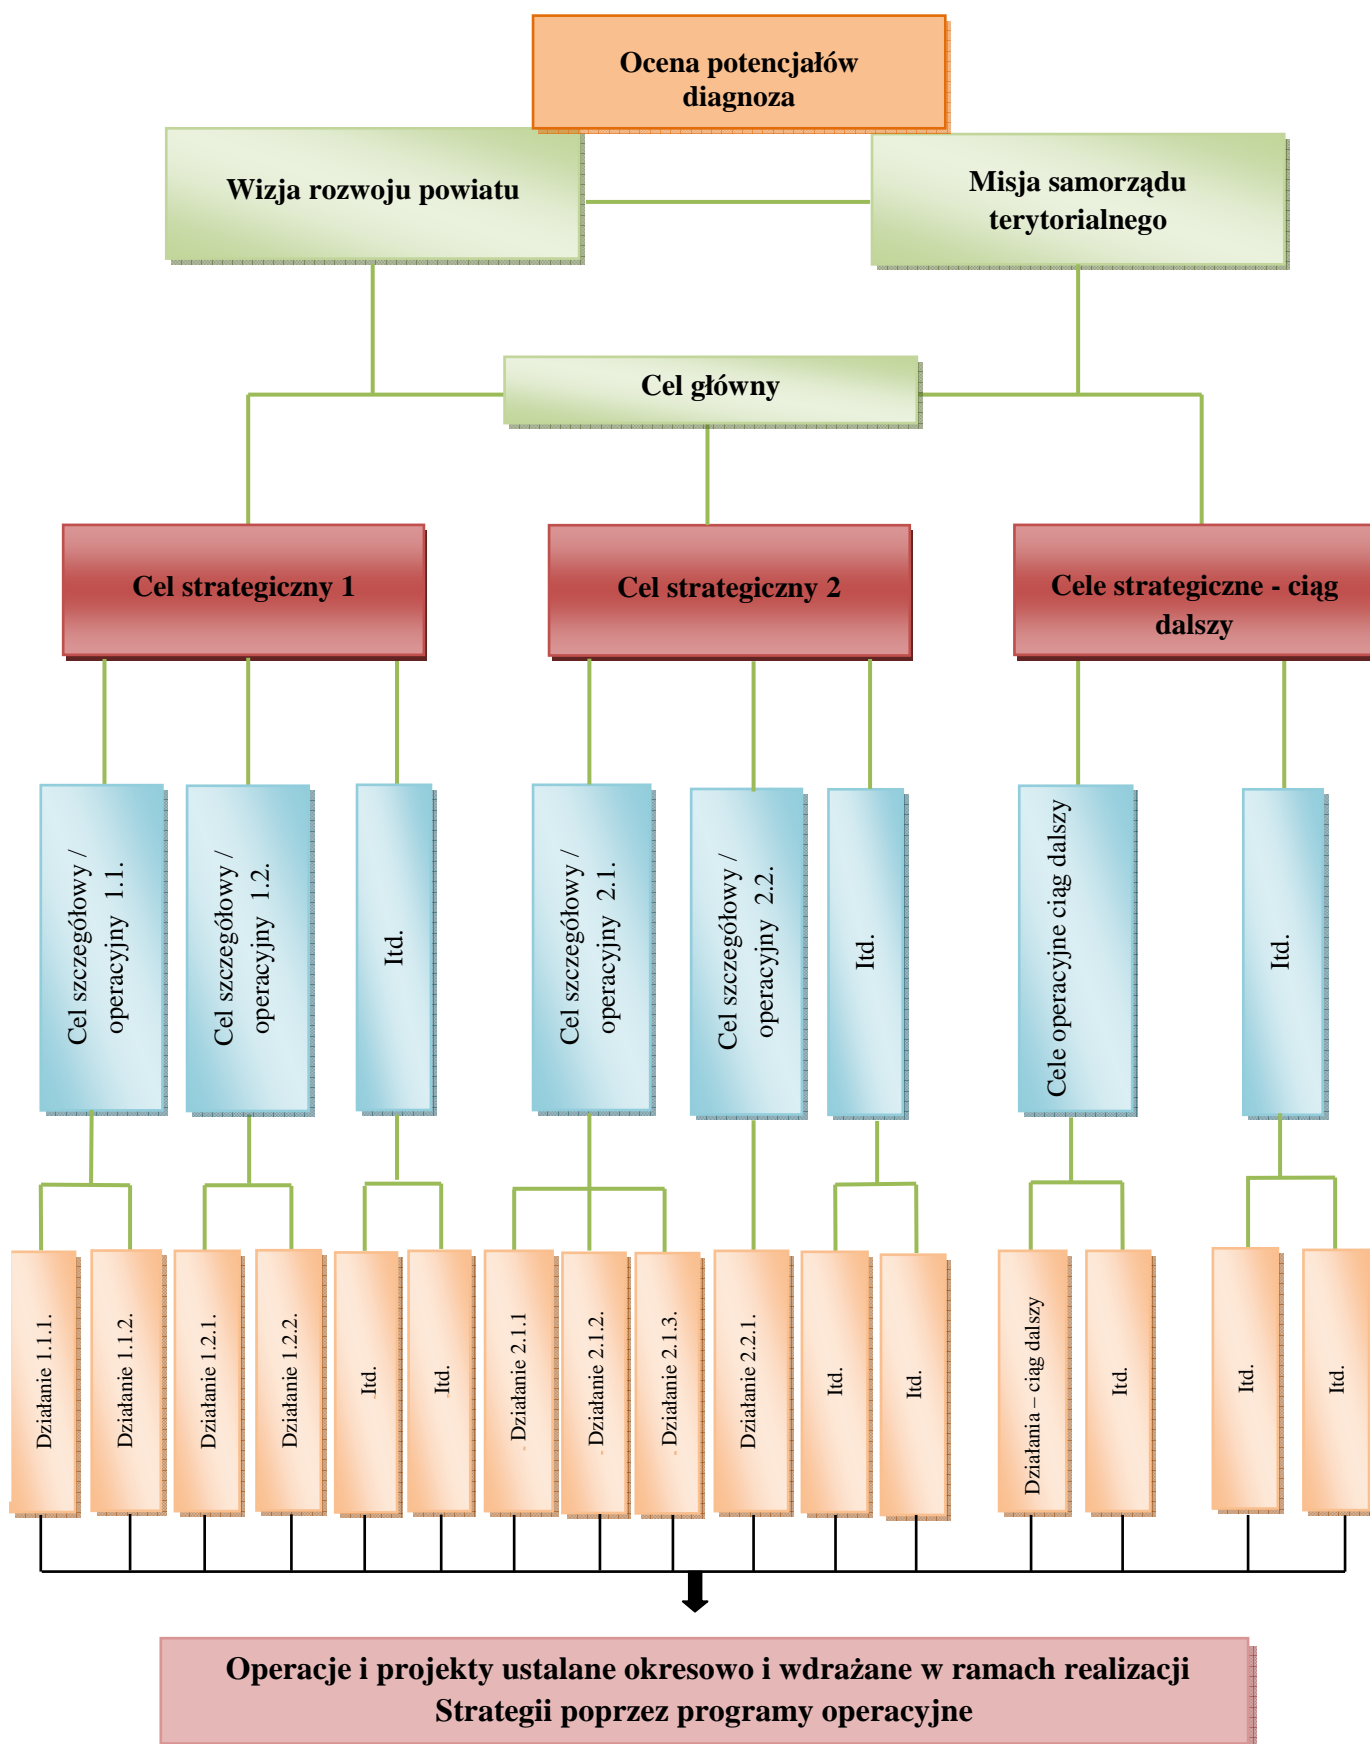 Ocena potencjałów
diagnoza
Wizja rozwoju powiatu
Misja samorządu
terytorialnego
Cel główny
Cel strategiczny 1
Cel strategiczny 2
Cele strategiczne - ciąg
dalszy
Cel szczegółowy /
operacyjny 1.1.
Cel szczegółowy /
operacyjny 1.2.
Itd.
Cel szczegółowy /
operacyjny 2.1.
Cel szczegółowy /
operacyjny 2.2.
Itd.
Cele operacyjne ciąg dalszy
Itd.
Działanie 1.1.1.
Działanie 1.1.2.
Działanie 1.2.1.
Działanie 1.2.2.
Itd.
Itd.
Działanie 2.1.1
Działanie 2.1.2.
Działanie 2.1.3.
Działanie 2.2.1.
Itd.
Itd.
Działania – ciąg dalszy
Itd.
Itd.
Itd.
Operacje i projekty ustalane okresowo i wdrażane w ramach realizacji
Strategii poprzez programy operacyjne